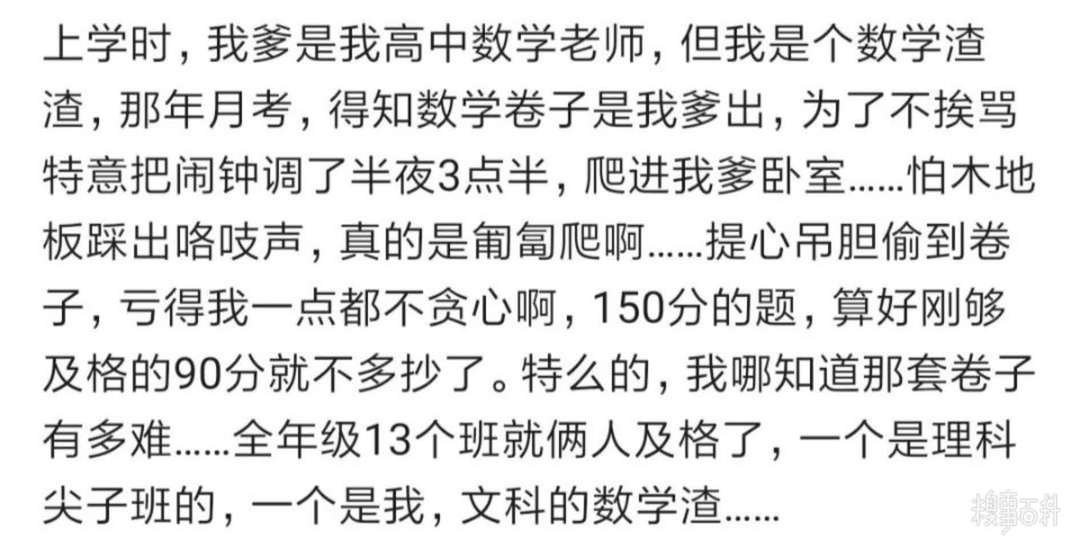 上学时，我爹是我高中数学老师，但我是个数学渣
渣，那年月考，得知数学卷子是我爹出，为了不挨骂
特意把闹钟调了半夜3点半，爬进我爹卧室……怕木地
板踩出咯吱声，真的是匍匐爬啊……提心吊胆偷到卷
子，亏得我一点都不贪心啊，150分的题，算好刚够
及格的90分就不多抄了。特么的，我哪知道那套卷子
有多难……全年级13个班就俩人及格了，一个是理科
尖子班的，一个是我，文科的数学渣……
糗事百科